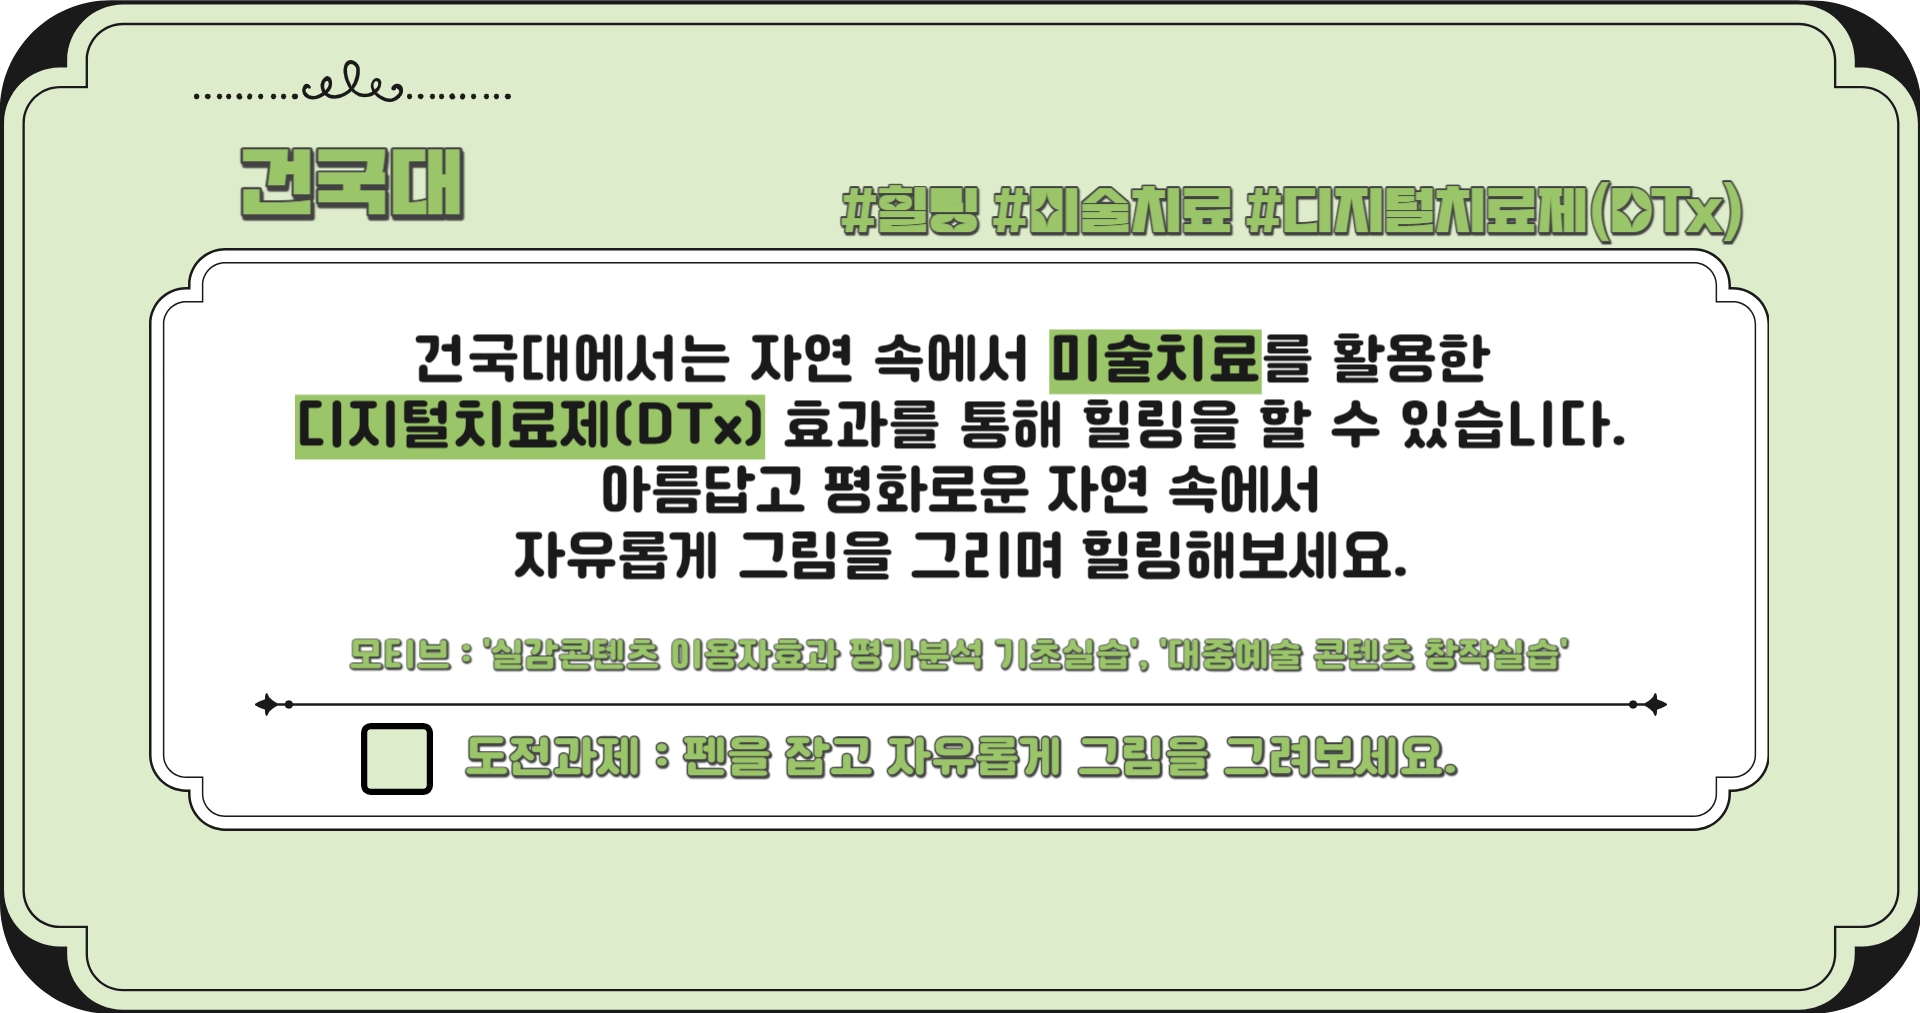 건국대
#힐링 #미술치료 #디지털치료제(DTx)
건국대에서는 자연 속에서 미술치료를 활용한
디지털치료제(DTx) 효과를 통해 힐링을 할 수 있습니다.
아름답고 평화로운 자연 속에서
자유롭게 그림을 그리며 힐링해보세요.
모티브 : '실감콘텐츠 이용자효과 평가분석 기초실습', '대중예술 콘텐츠 창작실습'
도전과제 : 펜을 잡고 자유롭게 그림을 그려보세요.